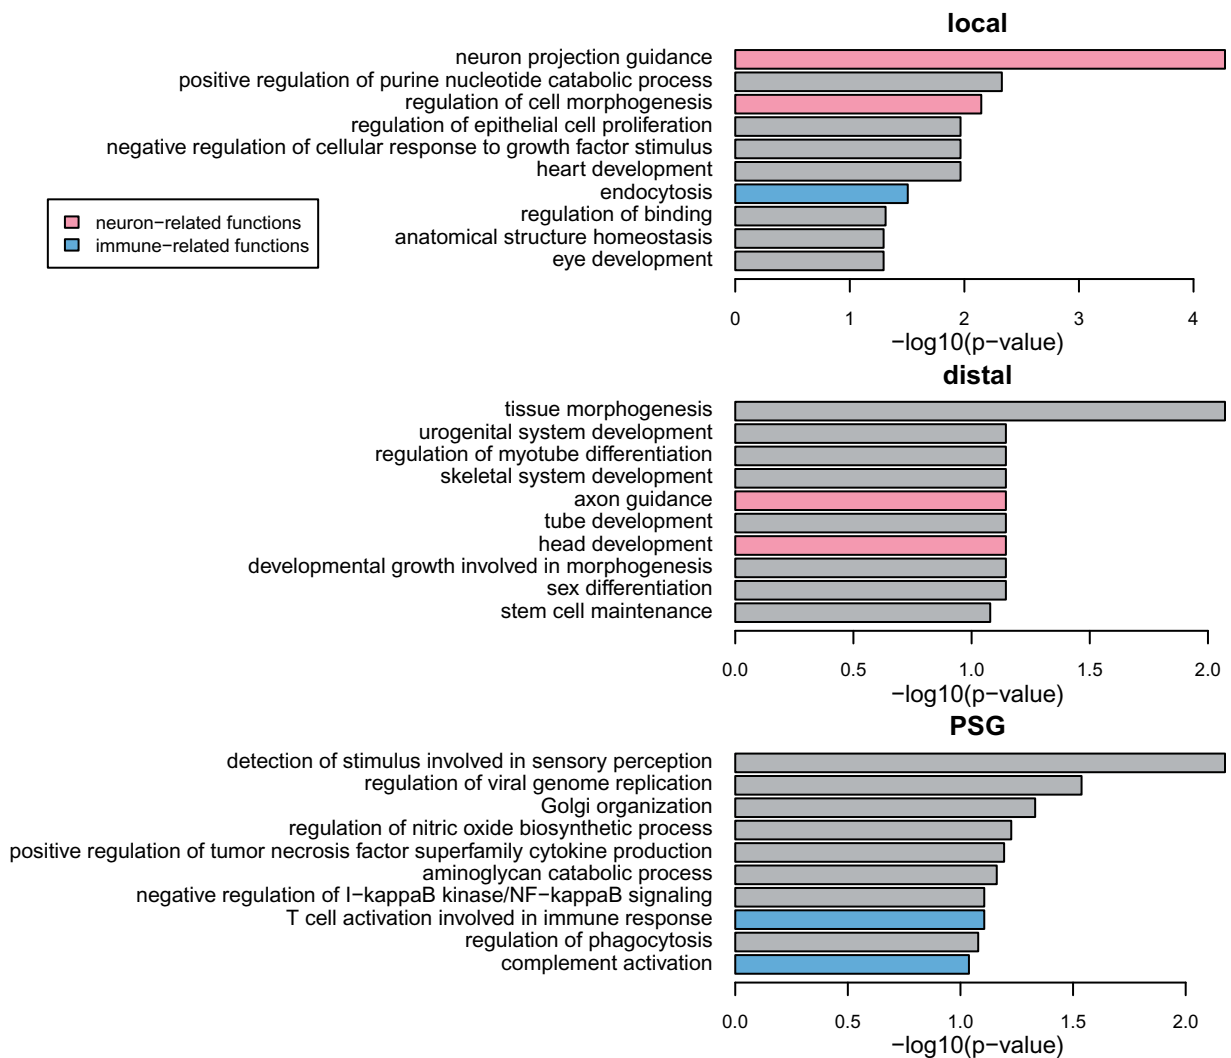 local
neuron projection guidance
positive regulation of purine nucleotide catabolic process
regulation of cell morphogenesis
regulation of epithelial cell proliferation
negative regulation of cellular response to growth factor stimulus
heart development
endocytosis
regulation of binding
anatomical structure homeostasis
eye development
neuron−related functions
immune−related functions
0 1 2 3 4
−log10(p−value)
distal
tissue morphogenesis
urogenital system development
regulation of myotube differentiation
skeletal system development
axon guidance
tube development
head development
developmental growth involved in morphogenesis
sex differentiation
stem cell maintenance
0.0 0.5 1.0 1.5 2.0
−log10(p−value)
PSG
detection of stimulus involved in sensory perception
regulation of viral genome replication
Golgi organization
regulation of nitric oxide biosynthetic process
positive regulation of tumor necrosis factor superfamily cytokine production
aminoglycan catabolic process
negative regulation of I−kappaB kinase/NF−kappaB signaling
T cell activation involved in immune response
regulation of phagocytosis
complement activation
0.0 0.5 1.0 1.5 2.0
−log10(p−value)